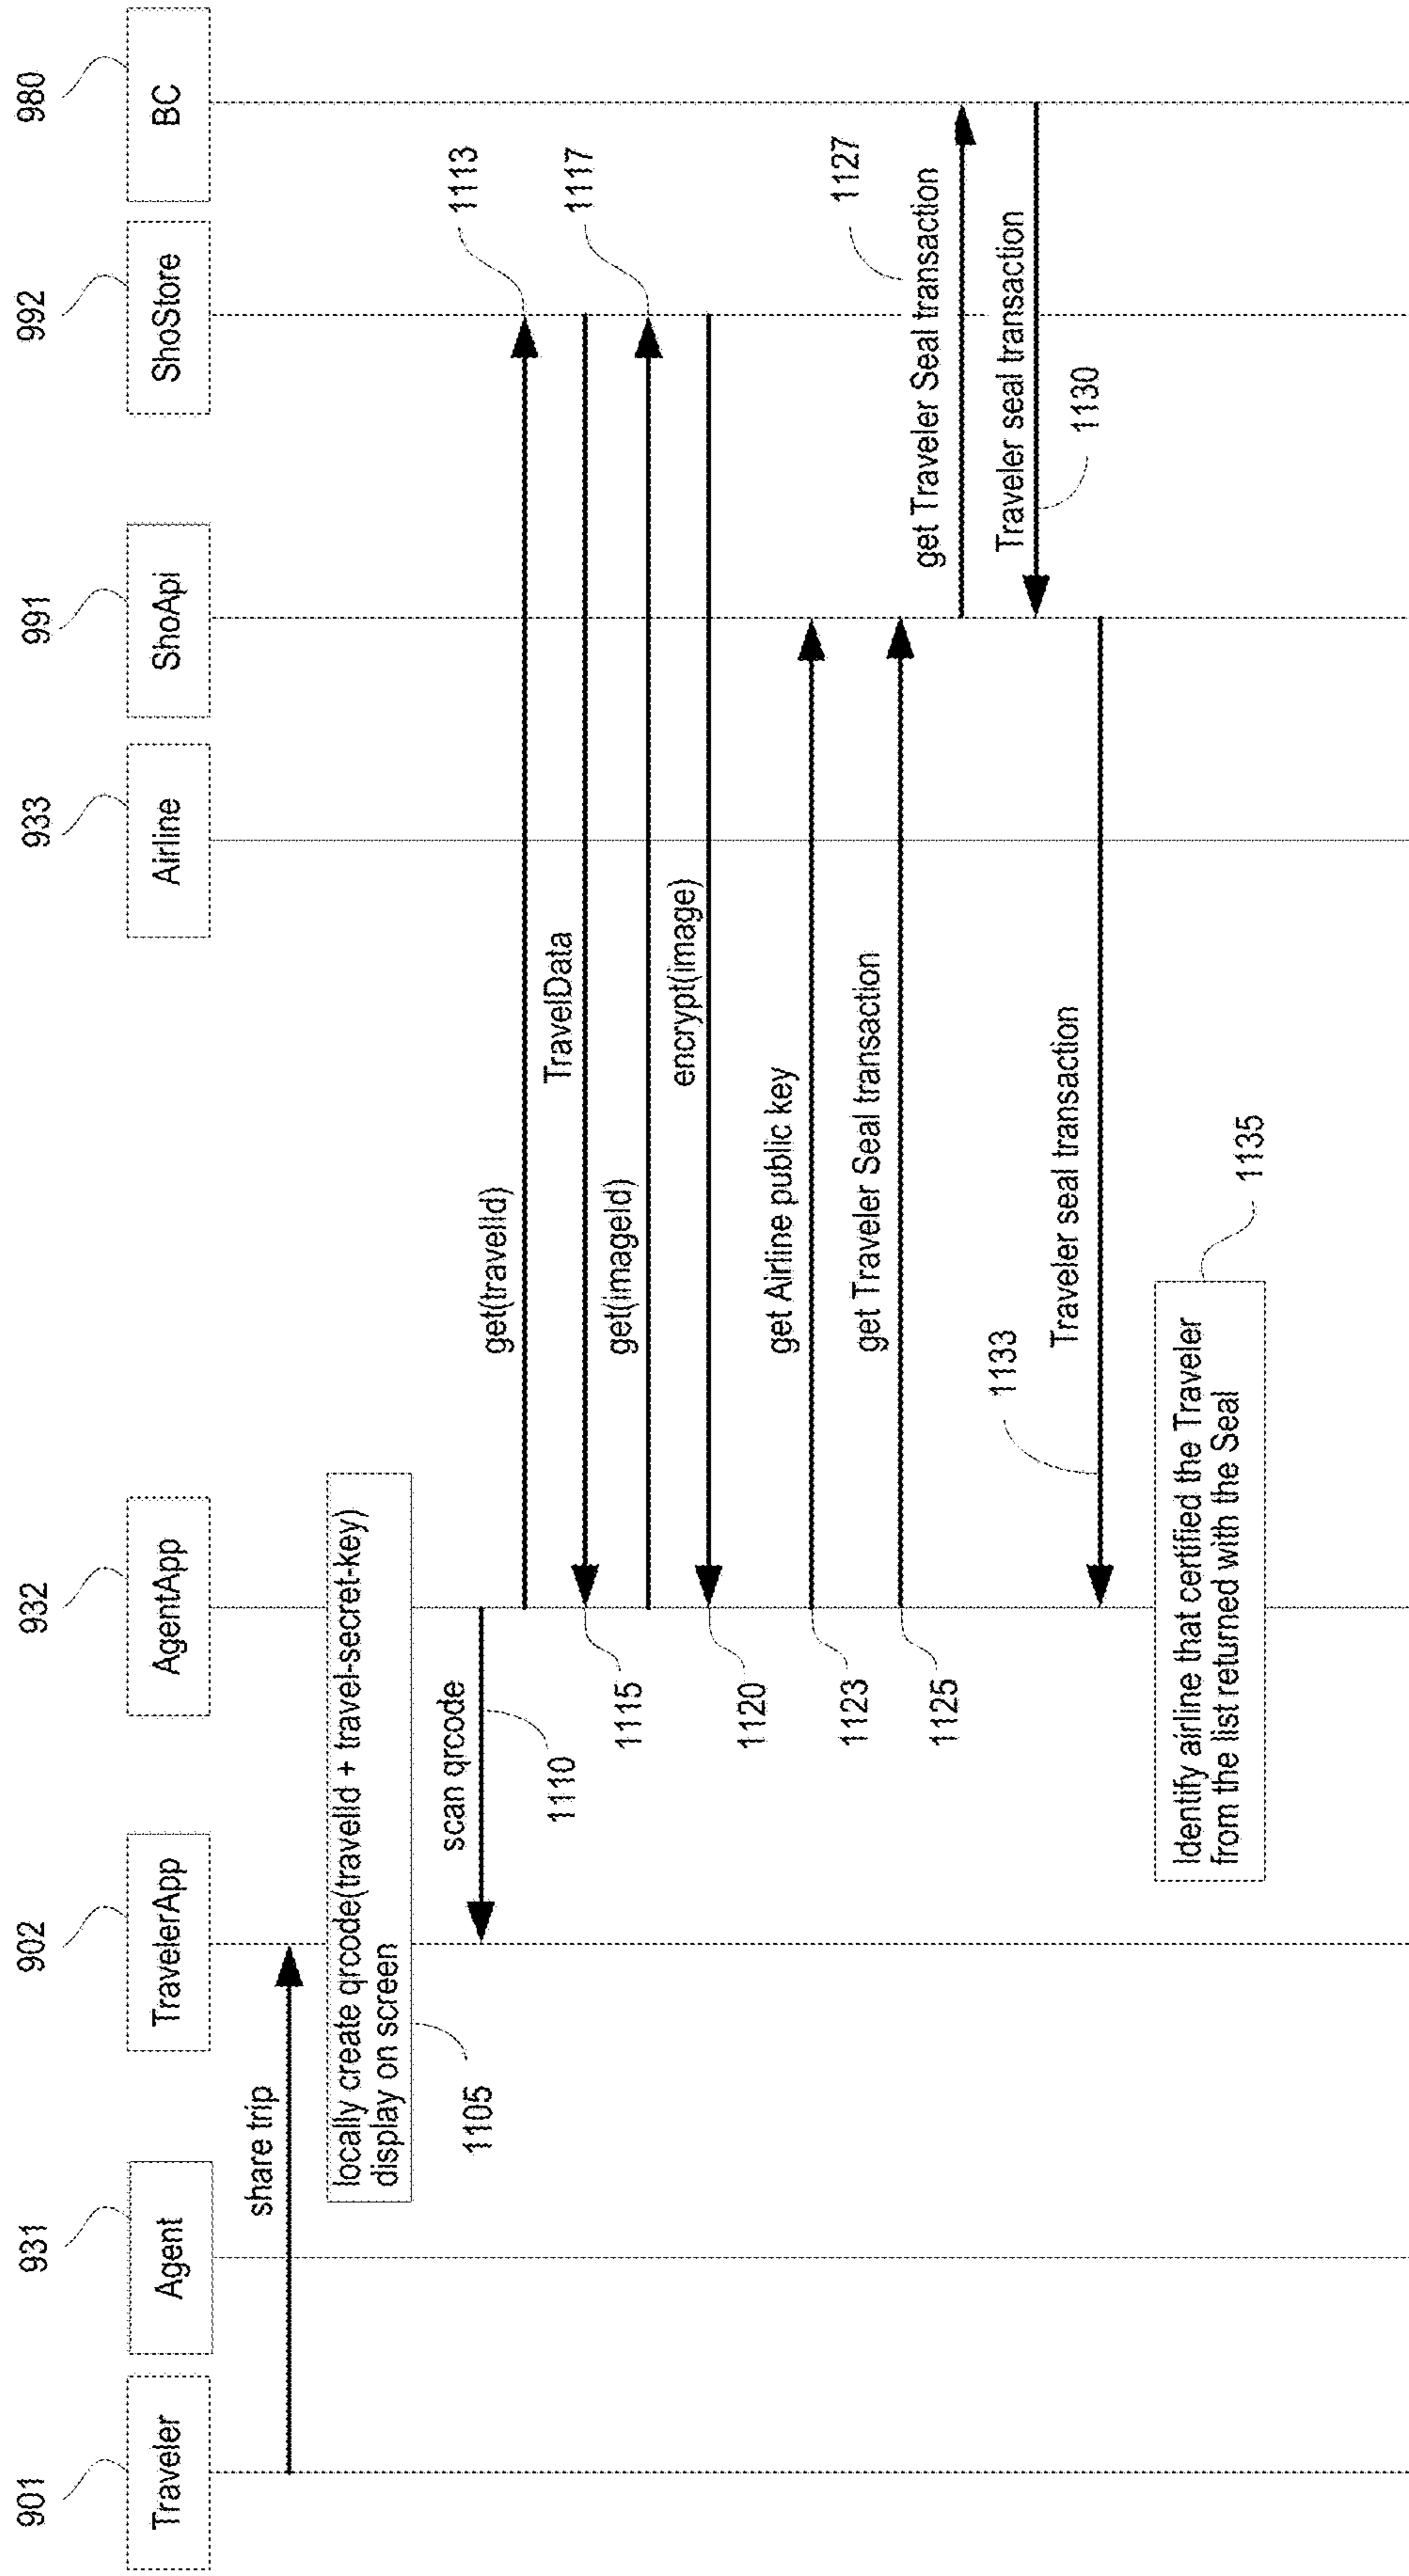 901
Traveler
931
Agent
902
TravelerApp
932
AgentApp
933
Airline
991
ShoApi
992
ShoStore
980
BC
share trip
locally create qrcode(travelId + travel-secret-key)
display on screen
1105
scan qrcode
1110
get(travelId)
1113
TravelData
1115
get(imageId)
1117
encrypt(image)
1120
get Airline public key
1123
get Traveler Seal transaction
1125
get Traveler Seal transaction
1127
Traveler seal transaction
1130
Traveler seal transaction
1133
Identify airline that certified the Traveler
from the list returned with the Seal
1135